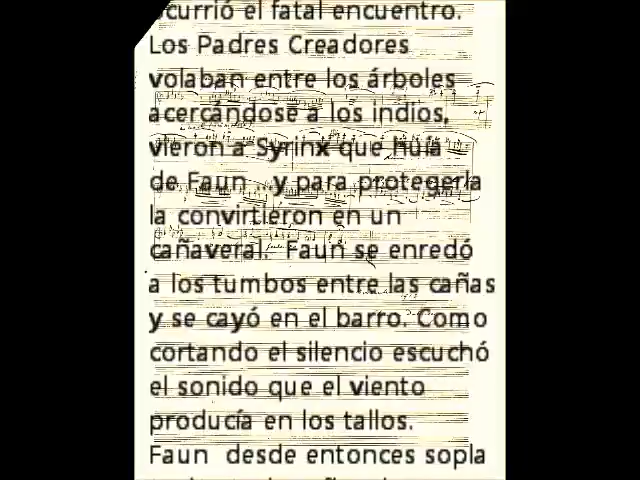 ocurrió el fatal encuentro.
Los Padres Creadores
volaban entre los árboles
acercándose a los indios,
vieron a Syrinx que huía
de Faun y para protegerla
la convirtieron en un
cañaveral. Faun se enredó
a los tumbos entre las cañas
y se cayó en el barro. Como
cortando el silencio escuchó
el sonido que el viento
producía en los tallos.
Faun desde entonces sopla